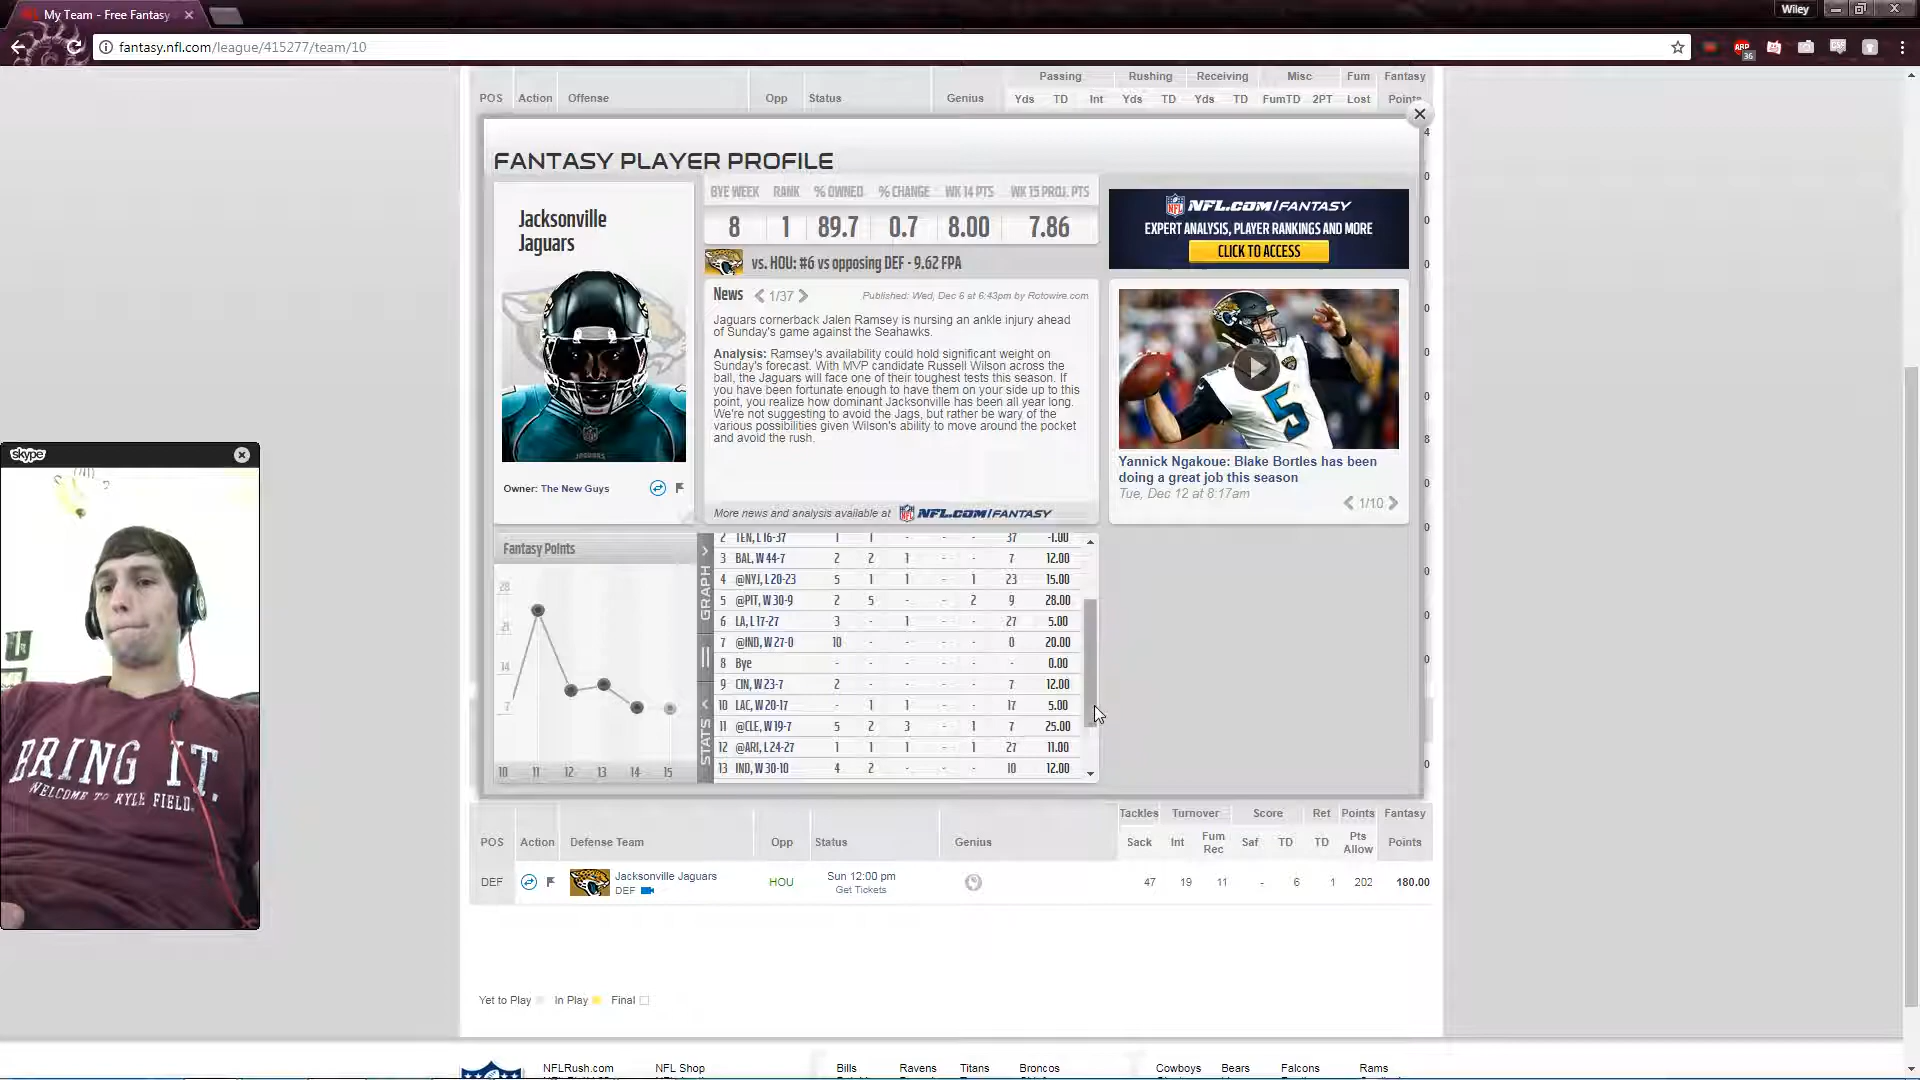 My Team - Free Fantasy
Wiley
fantasy.nfl.com/league/415277/team/10
ABP
36
Passing Rushing Receiving Misc Fum Fantasy
POS Action Offense Opp Status Genius Yds TD Int Yds TD Yds TD FumTD 2PT Lost Points
FANTASY PLAYER PROFILE
Jacksonville
Jaguars
BYE WEEK RANK % OWNED % CHANGE WK 14 PTS WK 15 PROJ. PTS
8 1 89.7 0.7 8.00 7.86
vs. HOU: #6 vs opposing DEF - 9.62 FPA
NFL.COM/FANTASY
EXPERT ANALYSIS, PLAYER RANKINGS AND MORE
CLICK TO ACCESS
News 1/37 Published: Wed, Dec 6 at 6:43pm by Rotowire.com
Jaguars cornerback Jalen Ramsey is nursing an ankle injury ahead
of Sunday's game against the Seahawks.
Analysis: Ramsey's availability could hold significant weight on
Sunday's forecast. With MVP candidate Russell Wilson across the
ball, the Jaguars will face one of their toughest tests this season. If
you have been fortunate enough to have them on your side up to this
point, you realize how dominant Jacksonville has been all year long.
We're not suggesting to avoid the Jags, but rather be wary of the
various possibilities given Wilson's ability to move around the pocket
and avoid the rush.
More news and analysis available at NFL.COM/FANTASY
JAGUARS
Owner: The New Guys
5
Yannick Ngakoue: Blake Bortles has been
doing a great job this season
Tue, Dec 12 at 8:17am
1/10
skype
BRING IT.
WELCOME TO KYLE FIELD.
Fantasy Points
28
21
14
7
10 11 12 13 14 15
GRAPH
STATS
2 TEN, L 16-37 1 1 - - - 37 -1.00
3 BAL, W 44-7 2 2 1 - - 7 12.00
4 @NYJ, L 20-23 5 1 1 - 1 23 15.00
5 @PIT, W 30-9 2 5 - - 2 9 28.00
6 LA, L 17-27 3 - 1 - - 27 5.00
7 @IND, W 27-0 10 - - - - 0 20.00
8 Bye - - - - - - 0.00
9 CIN, W 23-7 2 - - - - 7 12.00
10 LAC, W 20-17 - 1 1 - - 17 5.00
11 @CLE, W 19-7 5 2 3 - 1 7 25.00
12 @ARI, L 24-27 1 1 1 - 1 27 11.00
13 IND, W 30-10 4 2 - - - 10 12.00
Tackles Turnover Score Ret Points Fantasy
POS Action Defense Team Opp Status Genius Sack Int Fum Rec Saf TD TD Pts Allow Points
DEF Jacksonville Jaguars DEF HOU Sun 12:00 pm Get Tickets 47 19 11 - 6 1 202 180.00
Yet to Play In Play Final
NFLRush.com NFL Shop Bills Ravens Titans Broncos Cowboys Bears Falcons Rams